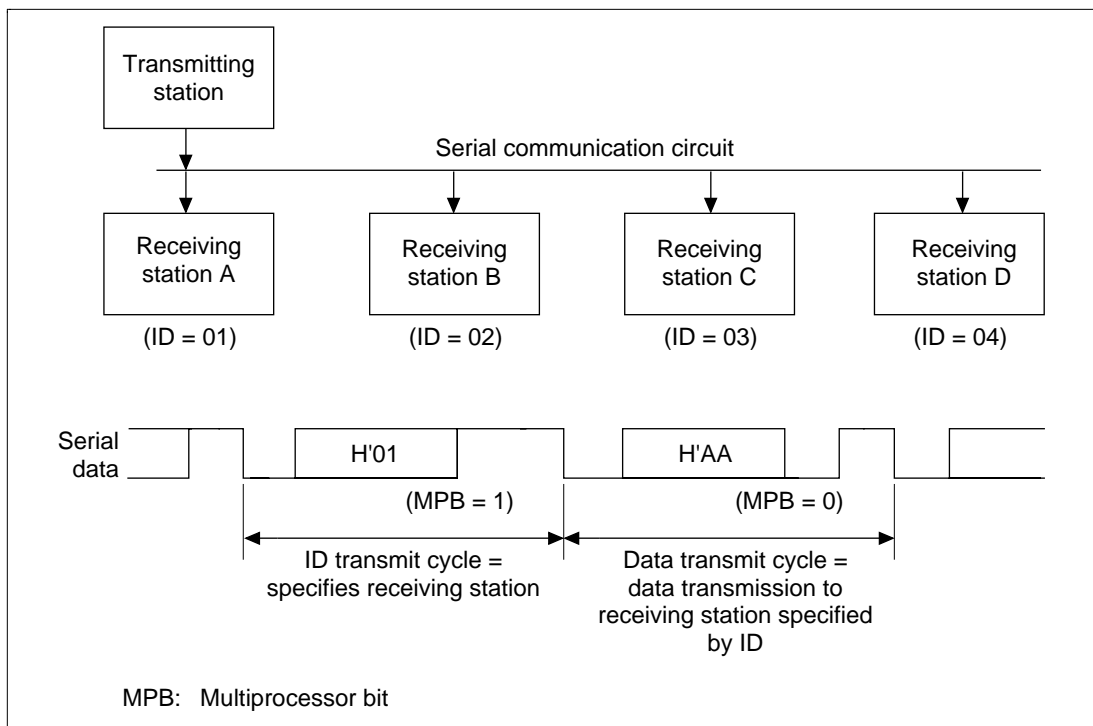 Transmitting
station
Serial communication circuit
Receiving
station A
Receiving
station B
Receiving
station C
Receiving
station D
(ID = 01)
(ID = 02)
(ID = 03)
(ID = 04)
Serial
data
H'01
H'AA
(MPB = 1)
(MPB = 0)
ID transmit cycle =
specifies receiving station
Data transmit cycle =
data transmission to
receiving station specified
by ID
MPB: Multiprocessor bit